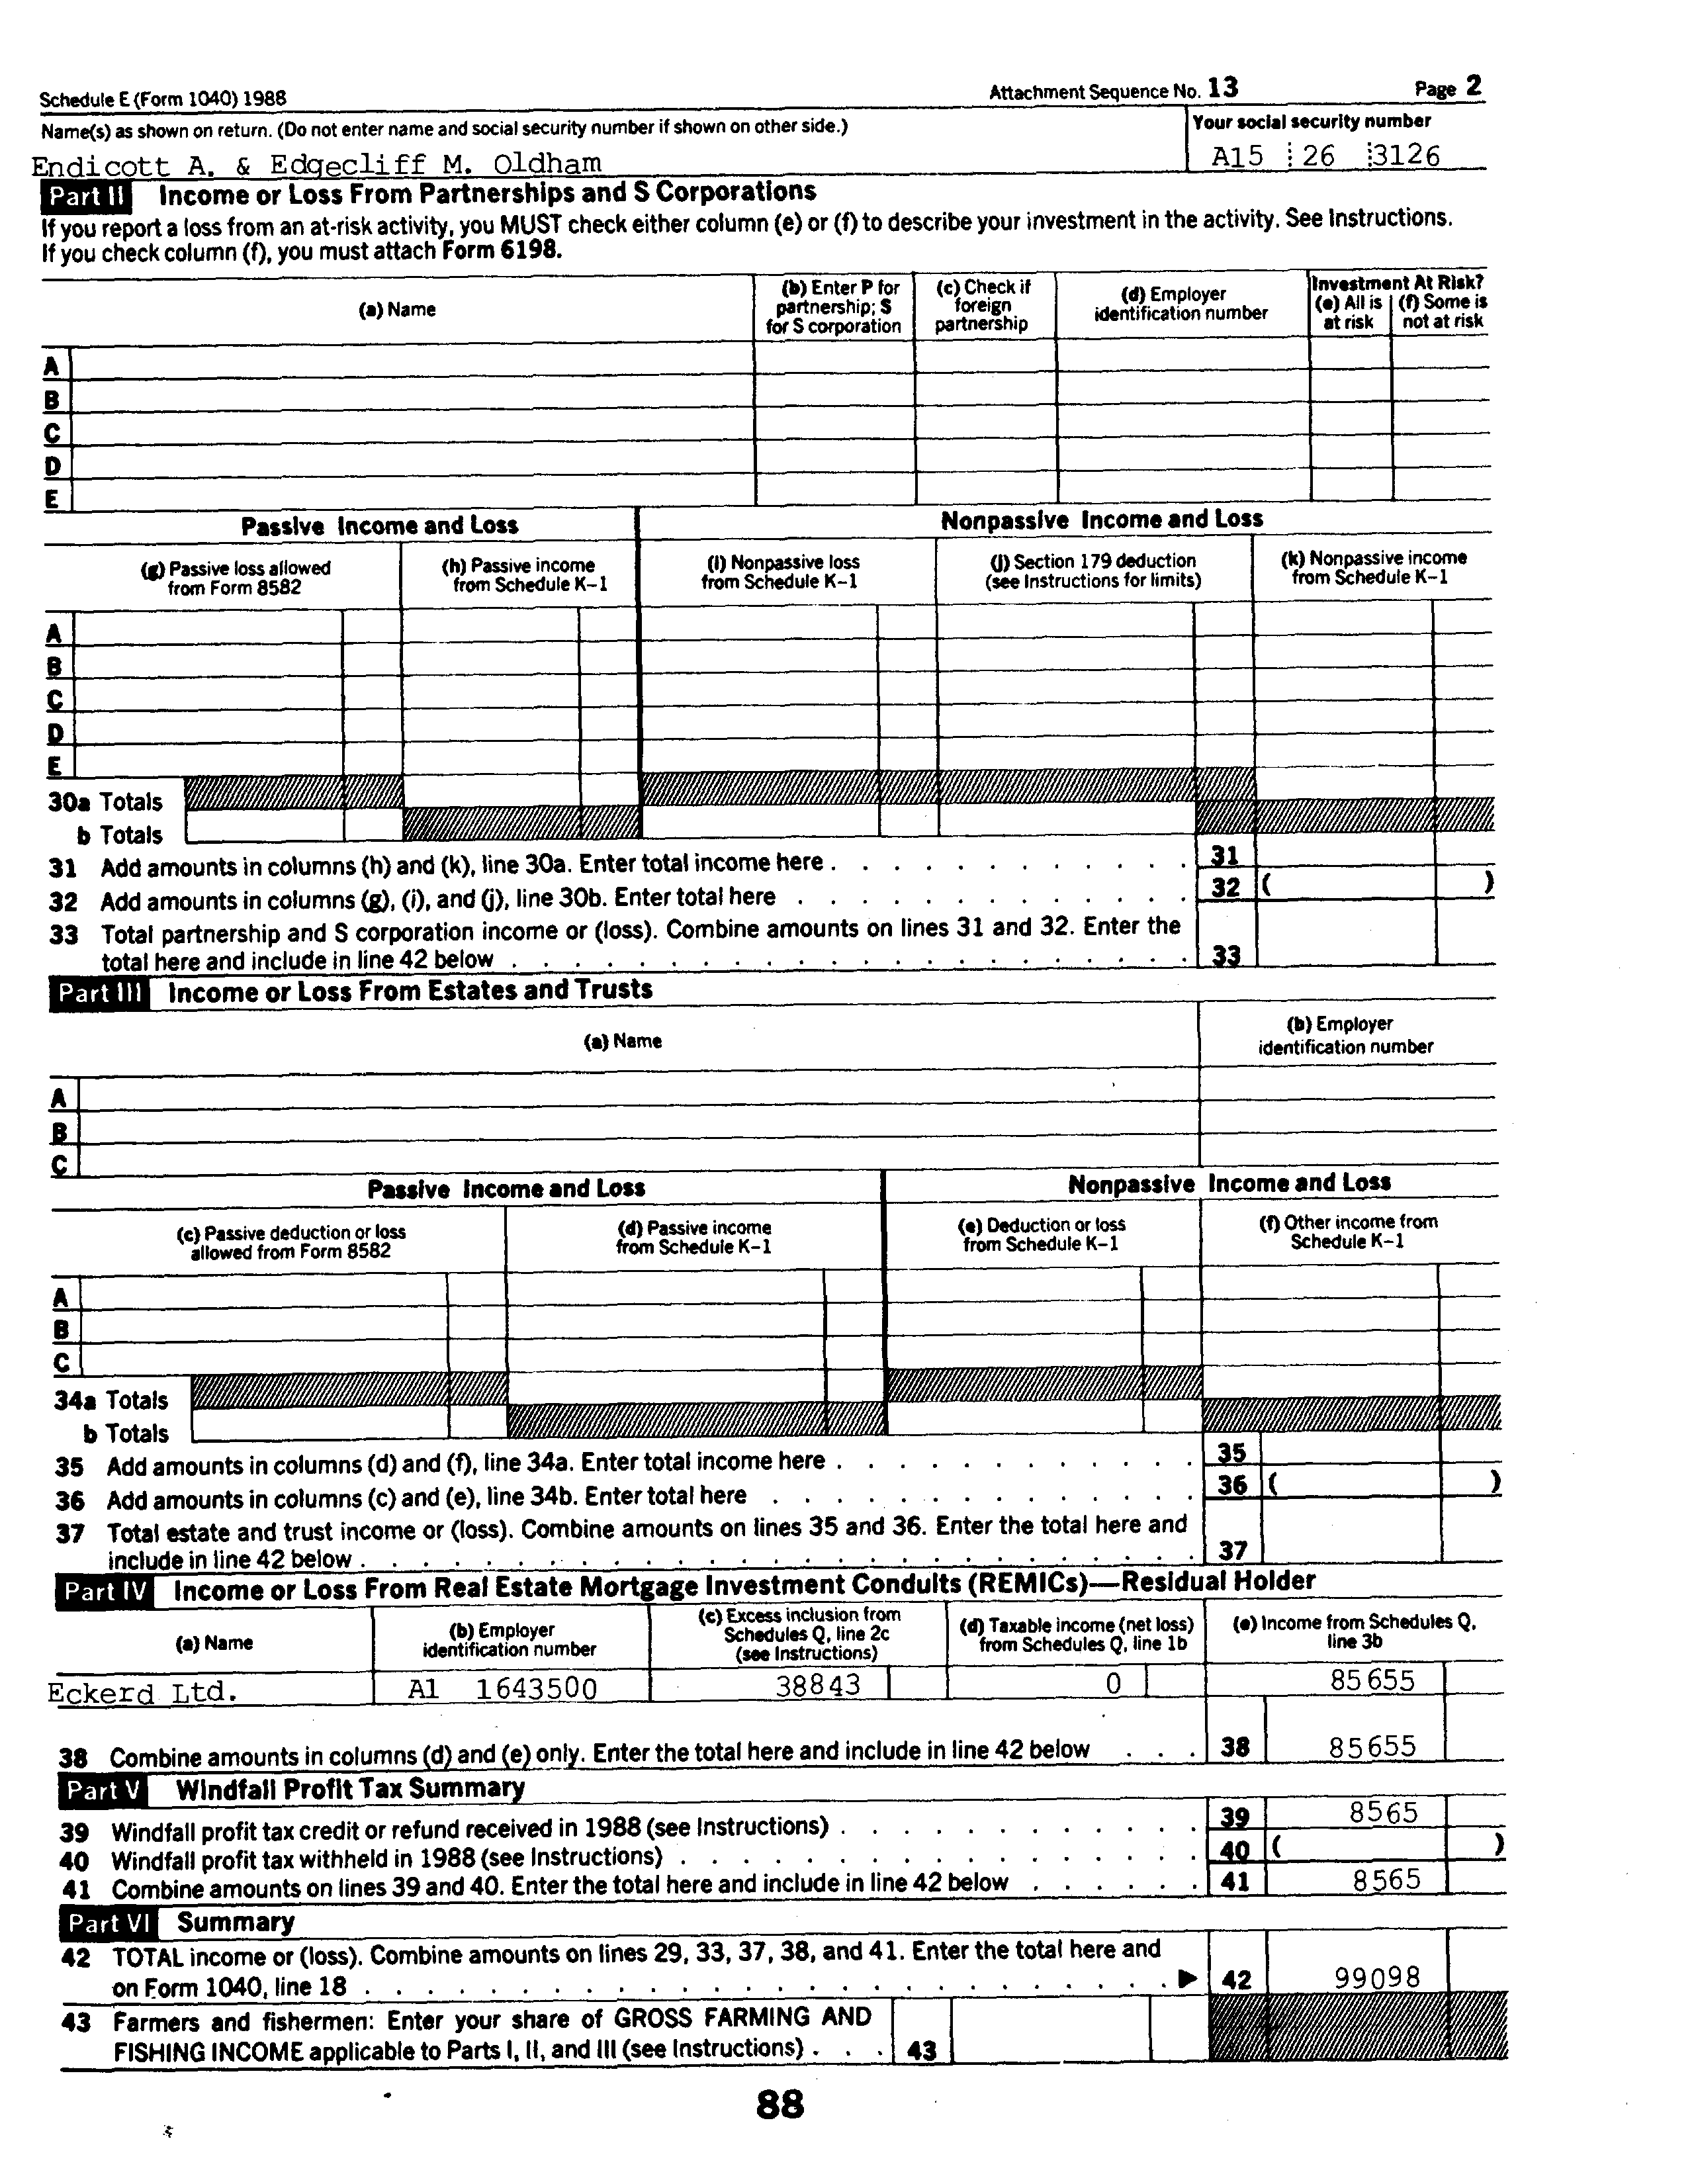 Schedule E (Form 1040) 1988 Attachment Sequence No. 13 Page 2
Name(s) as shown on return. (Do not enter name and social security number if shown on other side.) Your social security number
Endicott A. & Edgecliff M. Oldham A15 26 3126
Part II Income or Loss From Partnerships and S Corporations
If you report a loss from an at-risk activity, you MUST check either column (e) or (f) to describe your investment in the activity. See Instructions.
If you check column (f), you must attach Form 6198.
(a) Name
(b) Enter P for partnership; S for S corporation
(c) Check if foreign partnership
(d) Employer identification number
Investment At Risk?
(e) All is at risk
(f) Some is not at risk
A
B
C
D
E
Passive Income and Loss Nonpassive Income and Loss
(g) Passive loss allowed from Form 8582
(h) Passive income from Schedule K-1
(i) Nonpassive loss from Schedule K-1
(j) Section 179 deduction (see Instructions for limits)
(k) Nonpassive income from Schedule K-1
A
B
C
D
E
30a Totals
b Totals
31 Add amounts in columns (h) and (k), line 30a. Enter total income here . . . . . . . . . . . . 31
32 Add amounts in columns (g), (i), and (j), line 30b. Enter total here . . . . . . . . . . . . . 32 ( )
33 Total partnership and S corporation income or (loss). Combine amounts on lines 31 and 32. Enter the
total here and include in line 42 below . . . . . . . . . . . . . . . . . . . . . . 33
Part III Income or Loss From Estates and Trusts
(a) Name
(b) Employer identification number
A
B
C
Passive Income and Loss Nonpassive Income and Loss
(c) Passive deduction or loss allowed from Form 8582
(d) Passive income from Schedule K-1
(e) Deduction or loss from Schedule K-1
(f) Other income from Schedule K-1
A
B
C
34a Totals
b Totals
35 Add amounts in columns (d) and (f), line 34a. Enter total income here . . . . . . . . . . . . 35
36 Add amounts in columns (c) and (e), line 34b. Enter total here . . . . . . . . . . . . . . 36 ( )
37 Total estate and trust income or (loss). Combine amounts on lines 35 and 36. Enter the total here and
include in line 42 below . . . . . . . . . . . . . . . . . . . . . . . . . . . 37
Part IV Income or Loss From Real Estate Mortgage Investment Conduits (REMICs)—Residual Holder
(a) Name
(b) Employer identification number
(c) Excess inclusion from Schedules Q, line 2c (see Instructions)
(d) Taxable income (net loss) from Schedules Q, line 1b
(e) Income from Schedules Q, line 3b
Eckerd Ltd. A1 1643500 38843 0 85655
38 Combine amounts in columns (d) and (e) only. Enter the total here and include in line 42 below . . . 38 85655
Part V Windfall Profit Tax Summary
39 Windfall profit tax credit or refund received in 1988 (see Instructions) . . . . . . . . . . . . 39 8565
40 Windfall profit tax withheld in 1988 (see Instructions) . . . . . . . . . . . . . . . . . 40 ( )
41 Combine amounts on lines 39 and 40. Enter the total here and include in line 42 below . . . . . . 41 8565
Part VI Summary
42 TOTAL income or (loss). Combine amounts on lines 29, 33, 37, 38, and 41. Enter the total here and
on Form 1040, line 18 . . . . . . . . . . . . . . . . . . . . . . . . . ▶ 42 99098
43 Farmers and fishermen: Enter your share of GROSS FARMING AND
FISHING INCOME applicable to Parts I, II, and III (see Instructions) . . . 43
88